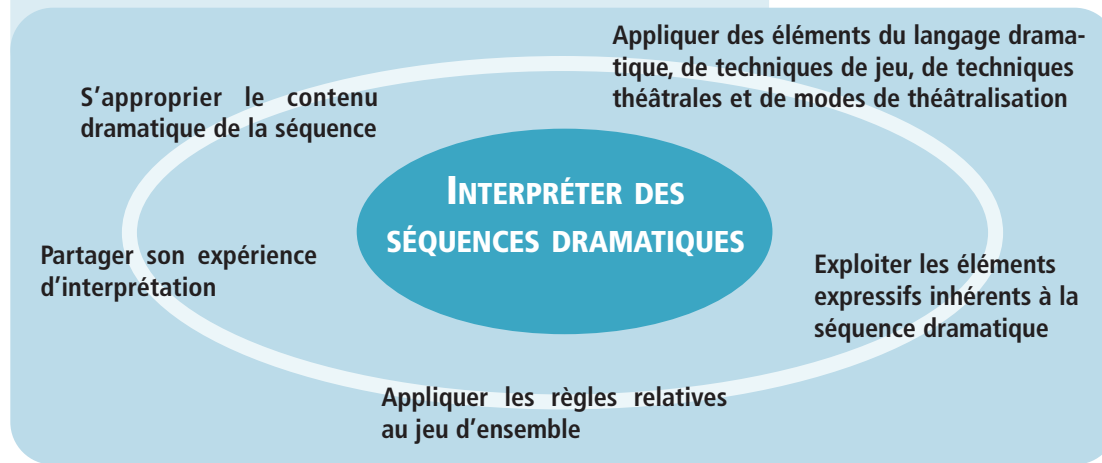 Appliquer des éléments du langage drama-
tique, de techniques de jeu, de techniques
théâtrales et de modes de théâtralisation
S'approprier le contenu
dramatique de la séquence
INTERPRÉTER DES
SÉQUENCES DRAMATIQUES
Partager son expérience
d'interprétation
Exploiter les éléments
expressifs inhérents à la
séquence dramatique
Appliquer les règles relatives
au jeu d'ensemble